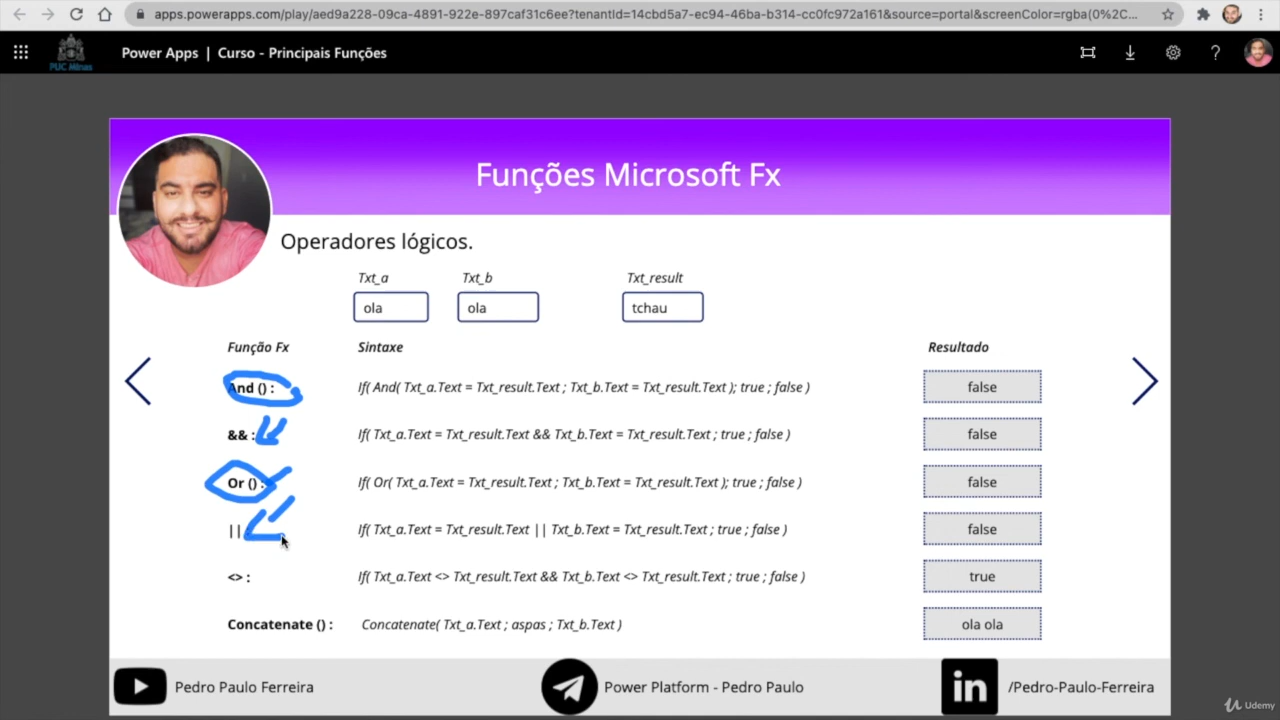 apps.powerapps.com/play/aed9a228-09ca-4891-922e-897caf31c6ee?tenantId=14cbd5a7-ec94-46ba-b314-cc0fc972a161&source=portal&screenColor=rgba(0%2C...
PUC Minas
Power Apps | Curso - Principais Funções
Funções Microsoft Fx
Operadores lógicos.
Txt_a Txt_b Txt_result
ola ola tchau
Função Fx Sintaxe Resultado
And () : If( And( Txt_a.Text = Txt_result.Text ; Txt_b.Text = Txt_result.Text ); true ; false ) false
&& : If( Txt_a.Text = Txt_result.Text && Txt_b.Text = Txt_result.Text ; true ; false ) false
Or () : If( Or( Txt_a.Text = Txt_result.Text ; Txt_b.Text = Txt_result.Text ); true ; false ) false
|| If( Txt_a.Text = Txt_result.Text || Txt_b.Text = Txt_result.Text ; true ; false ) false
<> : If( Txt_a.Text <> Txt_result.Text && Txt_b.Text <> Txt_result.Text ; true ; false ) true
Concatenate () : Concatenate( Txt_a.Text ; aspas ; Txt_b.Text ) ola ola
Pedro Paulo Ferreira Power Platform - Pedro Paulo in /Pedro-Paulo-Ferreira
Udemy